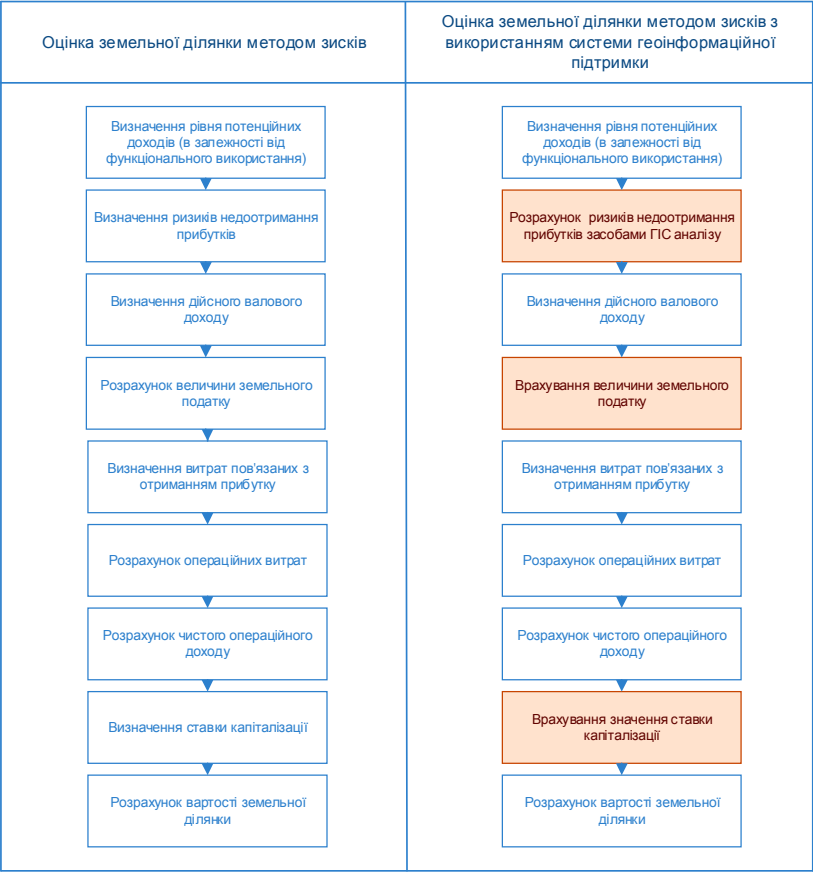 Оцінка земельної ділянки методом зисків
Оцінка земельної ділянки методом зисків з
використанням системи геоінформаційної
підтримки
Визначення рівня потенційних
доходів (в залежності від
функціонального використання)
Визначення ризиків недоотримання
прибутків
Визначення дійсного валового
доходу
Розрахунок величини земельного
податку
Визначення витрат пов'язаних з
отриманням прибутку
Розрахунок операційних витрат
Розрахунок чистого операційного
доходу
Визначення ставки капіталізації
Розрахунок вартості земельної
ділянки
Визначення рівня потенційних
доходів (в залежності від
функціонального використання)
Розрахунок ризиків недоотримання
прибутків засобами ГІС аналізу
Визначення дійсного валового
доходу
Врахування величини земельного
податку
Визначення витрат пов'язаних з
отриманням прибутку
Розрахунок операційних витрат
Розрахунок чистого операційного
доходу
Врахування значення ставки
капіталізації
Розрахунок вартості земельної
ділянки